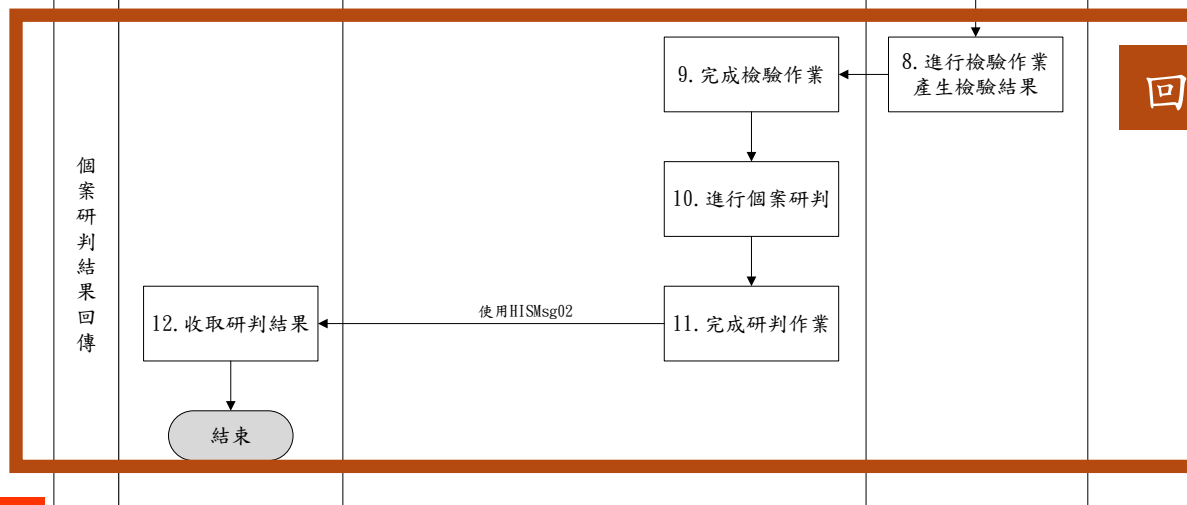 個案研判結果回傳
8.進行檢驗作業
產生檢驗結果
9.完成檢驗作業
10.進行個案研判
11.完成研判作業
使用HISMsg02
12.收取研判結果
結束
回